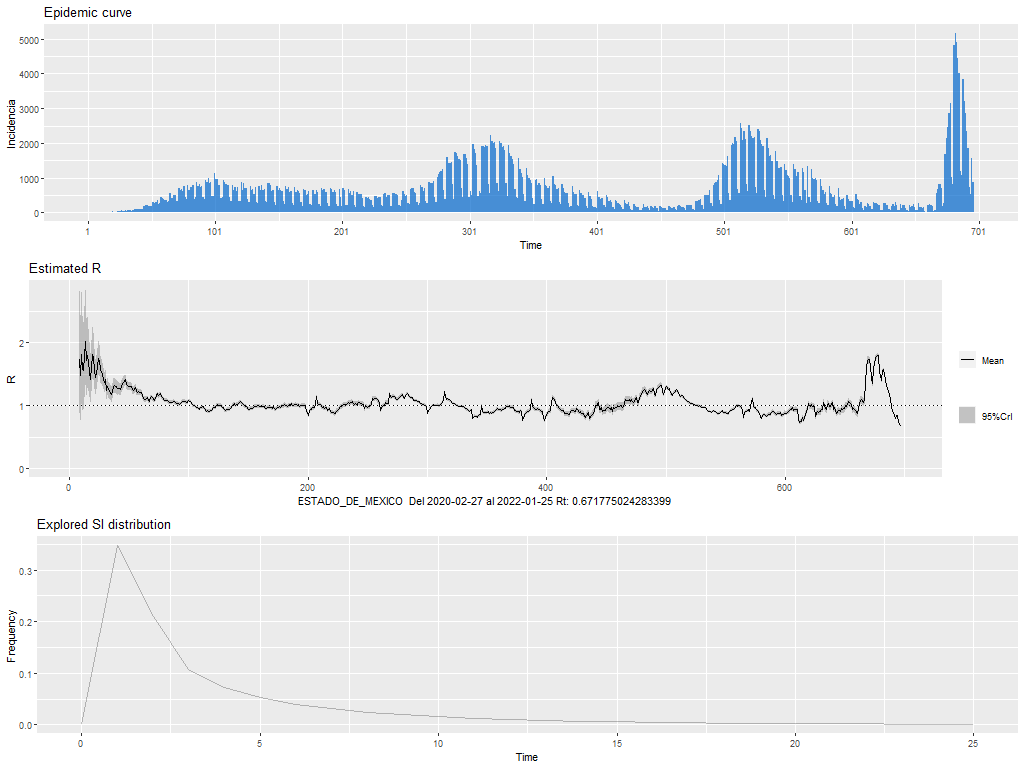 Epidemic curve
Incidencia
5000
4000
3000
2000
1000
0
1 101 201 301 401 501 601 701
Time
Estimated R
R
2
1
0
0 200 400 600
ESTADO_DE_MEXICO Del 2020-02-27 al 2022-01-25 Rt: 0.671775024283399
Mean
95%CrI
Explored SI distribution
Frequency
0.3
0.2
0.1
0.0
0 5 10 15 20 25
Time